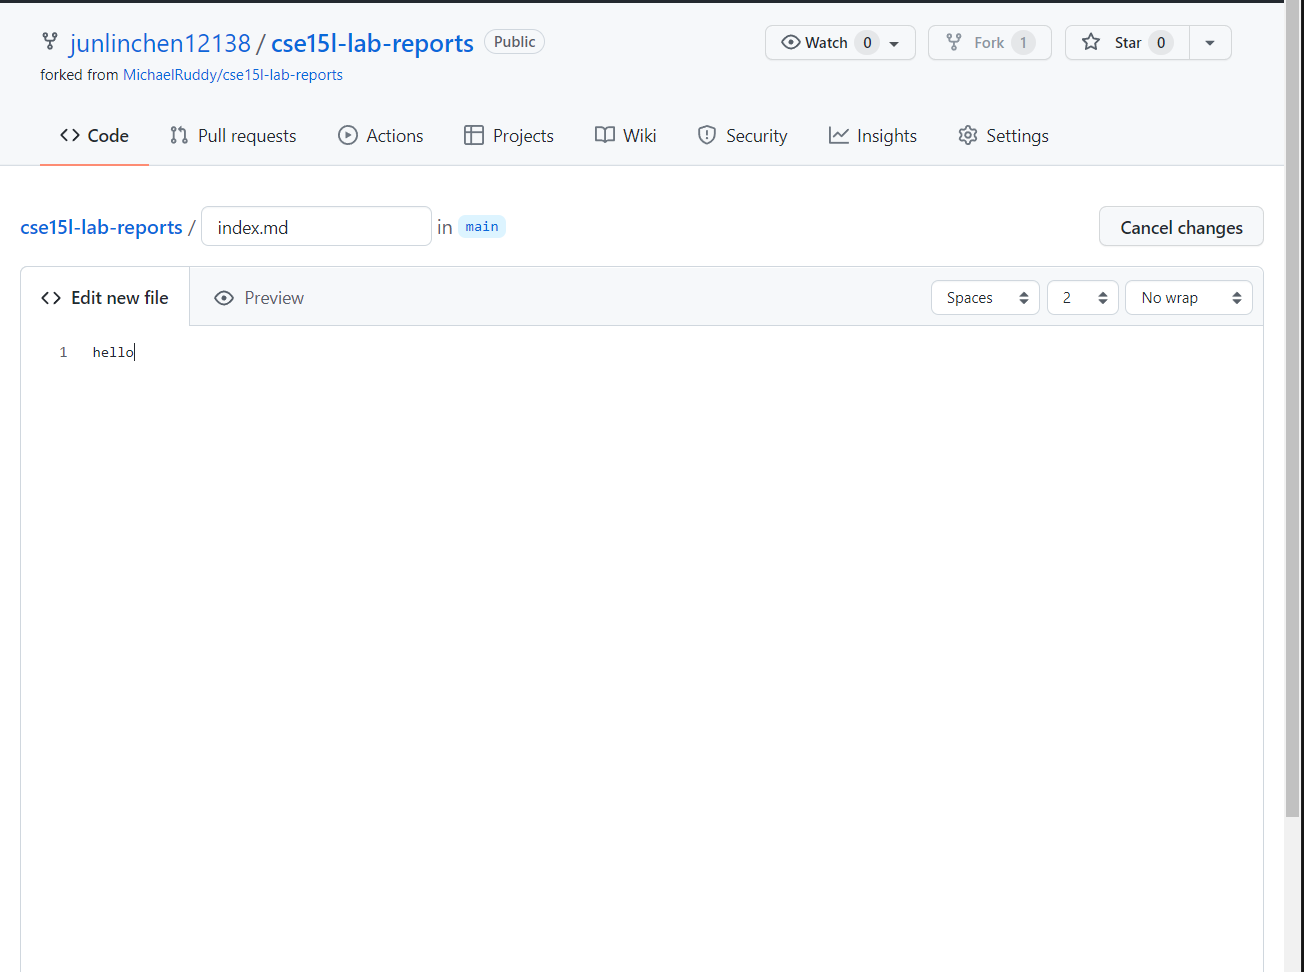 junlinchen12138 / cse15l-lab-reports Public
Watch 0 Fork 1 Star 0
forked from MichaelRuddy/cse15l-lab-reports
Code Pull requests Actions Projects Wiki Security Insights Settings
cse15l-lab-reports / index.md in main Cancel changes
Edit new file Preview Spaces 2 No wrap
1 hello